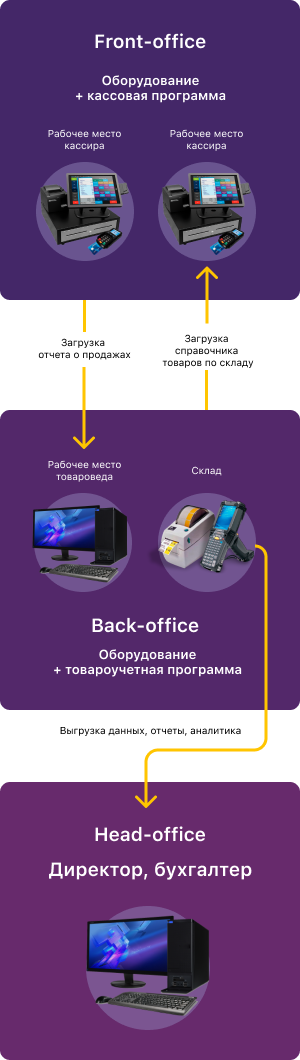 Front-office
Оборудование
+ кассовая программа
Рабочее место
кассира
Рабочее место
кассира
Загрузка
отчета о продажах
Загрузка
справочника
товаров по складу
Рабочее место
товароведа
Склад
Back-office
Оборудование
+ товароучетная программа
Выгрузка данных, отчеты, аналитика
Head-office
Директор, бухгалтер